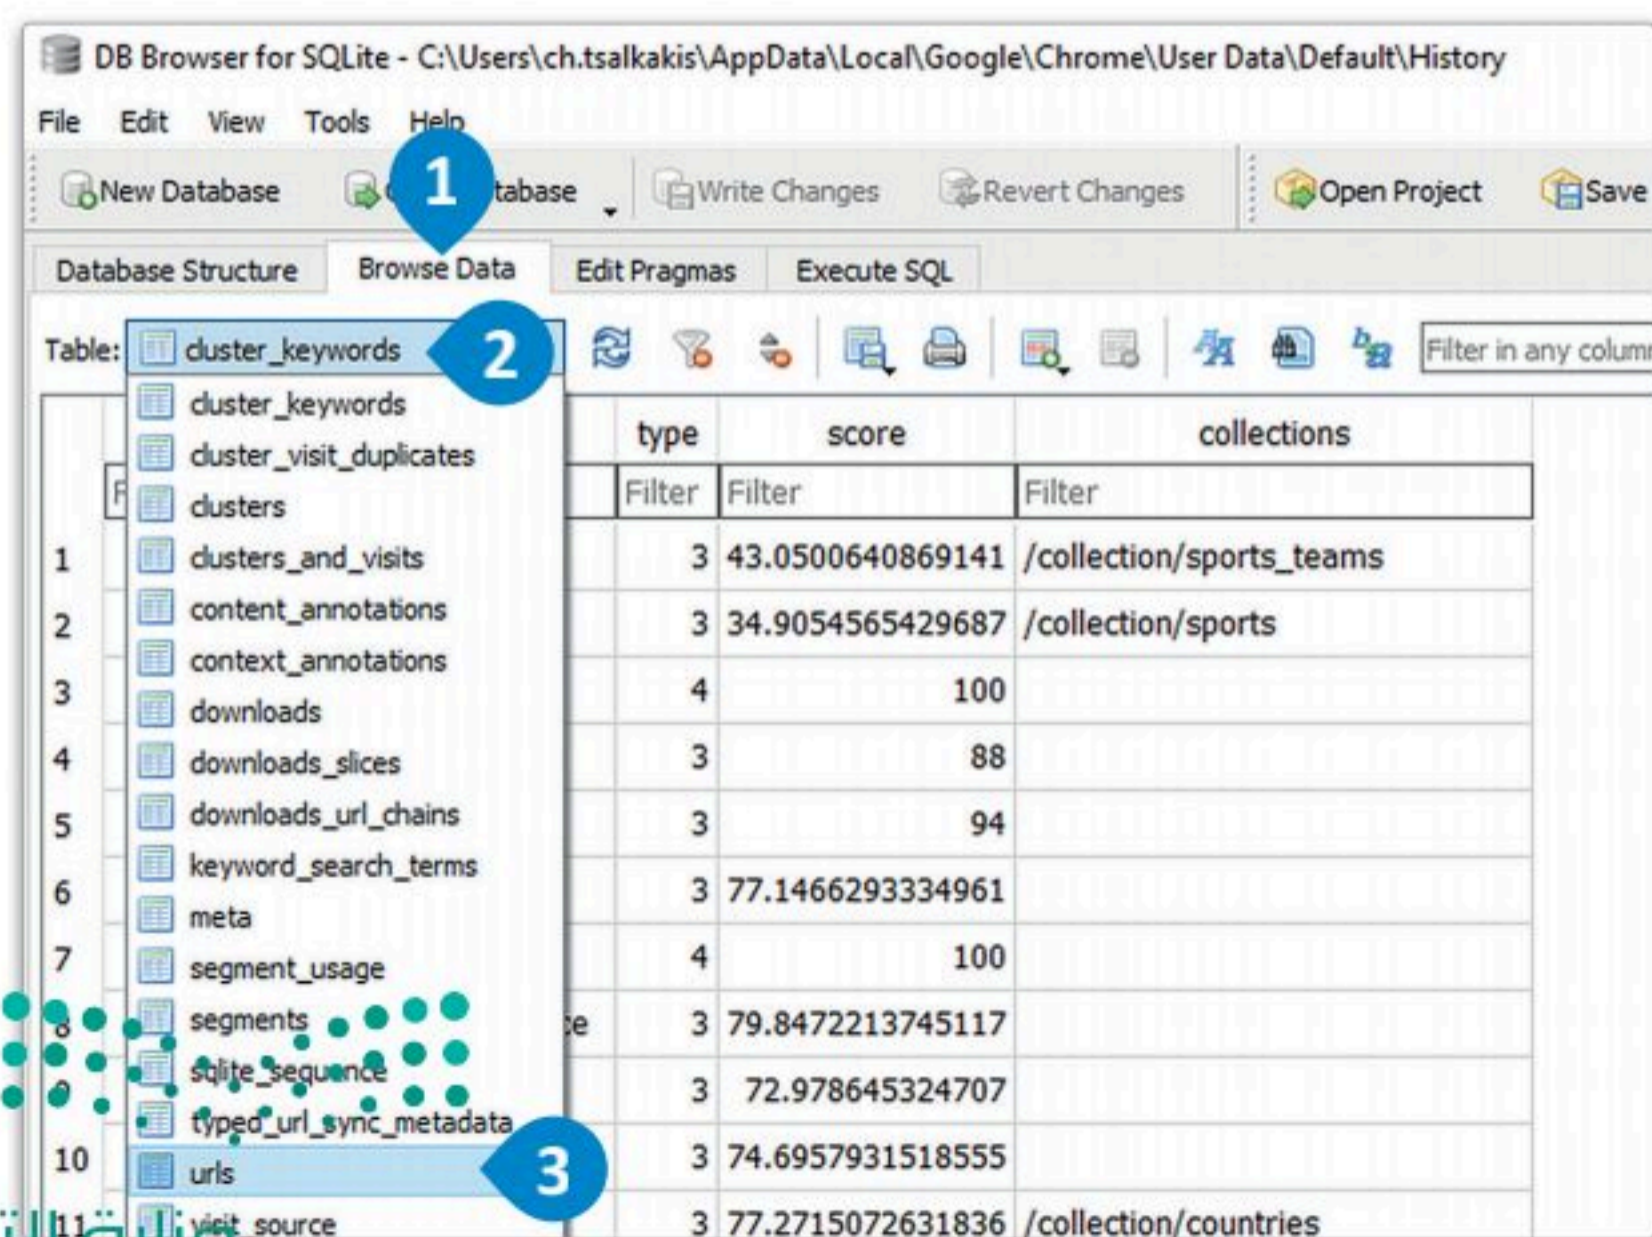 DB Browser for SQLite - C:\Users\ch.tsalkakis\AppData\Local\Google\Chrome\User Data\Default\History
File Edit View Tools Help
New Database tabase Write Changes Revert Changes Open Project Save
1
Database Structure Browse Data Edit Pragmas Execute SQL
Table: cluster_keywords 2 Filter in any column
cluster_keywords type score collections
cluster_visit_duplicates
clusters Filter Filter Filter
1 clusters_and_visits 3 43.0500640869141 /collection/sports_teams
2 content_annotations 3 34.9054565429687 /collection/sports
context_annotations
3 downloads 4 100
4 downloads_slices 3 88
5 downloads_url_chains 3 94
keyword_search_terms
6 meta 3 77.1466293334961
7 segment_usage 4 100
8 segments ce 3 79.8472213745117
sqlite_sequence
9 3 72.978645324707
typed_url_sync_metadata
10 urls 3 3 74.6957931518555
11 visit_source 3 77.2715072631836 /collection/countries